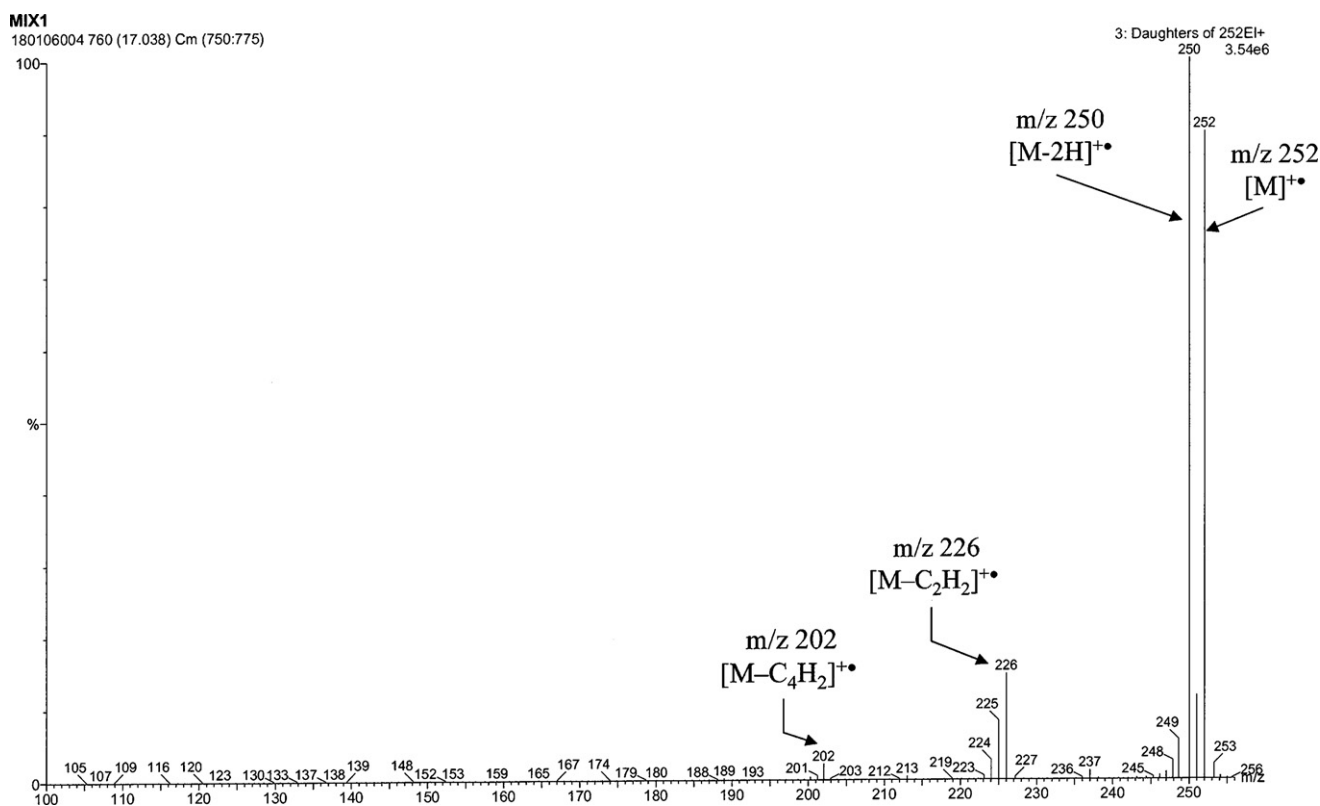 MIX1
180106004 760 (17.038) Cm (750:775)
3: Daughters of 252EI+
250 3.54e6
100
252
m/z 250
[M-2H]+•
m/z 252
[M]+•
%
m/z 226
[M–C2H2]+•
m/z 202
[M–C4H2]+•
226
225
249
224
202
248
253
105 107 109 116 120 123 130 133 137 138 139 148 152 153 159 165 167 174 179 180 188 189 193 201 203 212 213 219 223 227 236 237 245 256
0
m/z
100 110 120 130 140 150 160 170 180 190 200 210 220 230 240 250